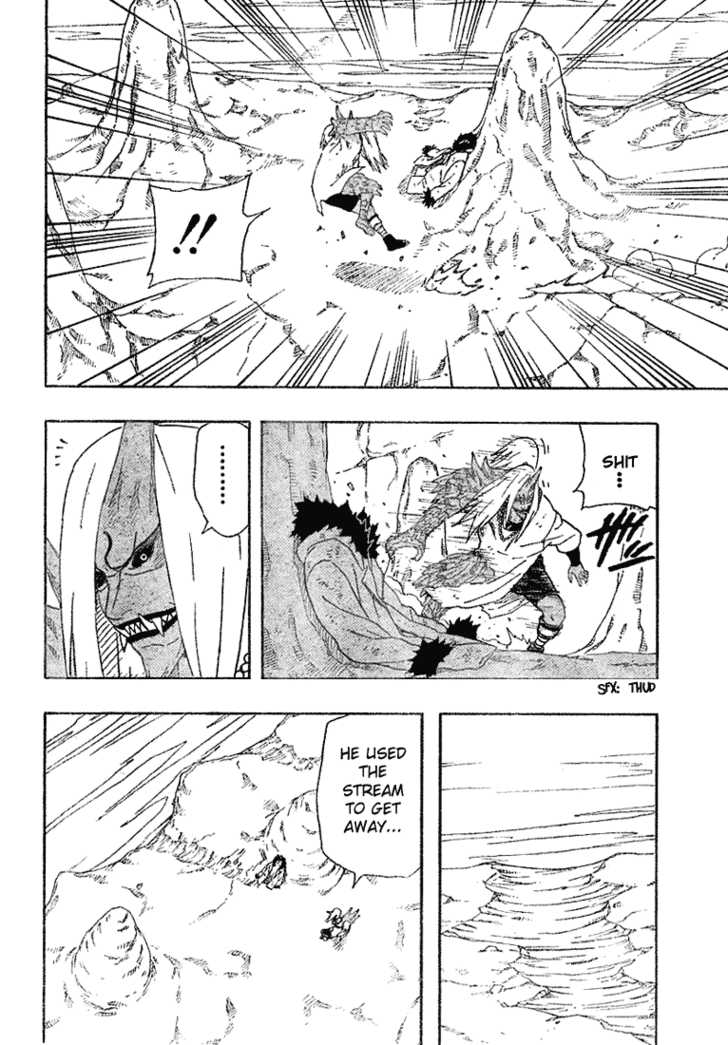 !!
SHIT
...
SFX: THUD
........
HE USED
THE
STREAM
TO GET
AWAY...